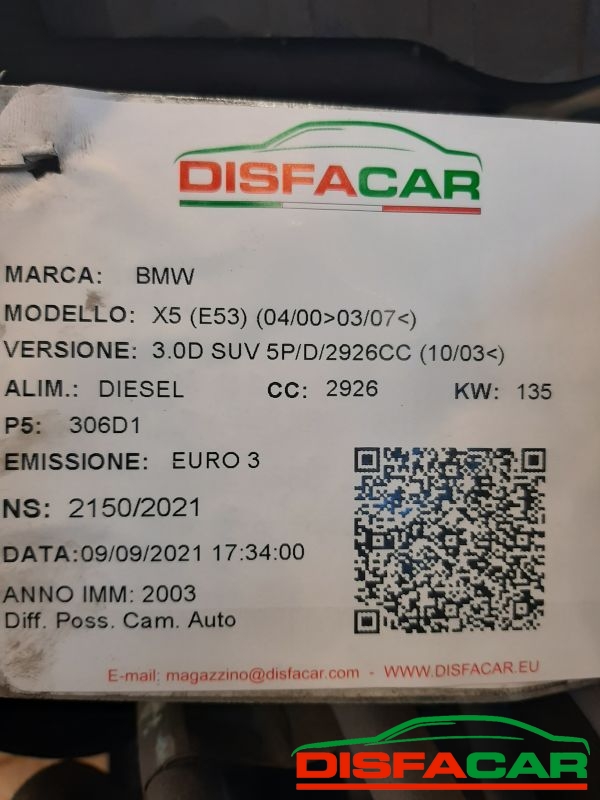 DISFACAR
MARCA: BMW
MODELLO: X5 (E53) (04/00>03/07<)
VERSIONE: 3.0D SUV 5P/D/2926CC (10/03<)
ALIM.: DIESEL CC: 2926 KW: 135
P5: 306D1
EMISSIONE: EURO 3
NS: 2150/2021
DATA:09/09/2021 17:34:00
ANNO IMM: 2003
Diff. Poss. Cam. Auto
E-mail: magazzino@disfacar.com - WWW.DISFACAR.EU
DISFACAR